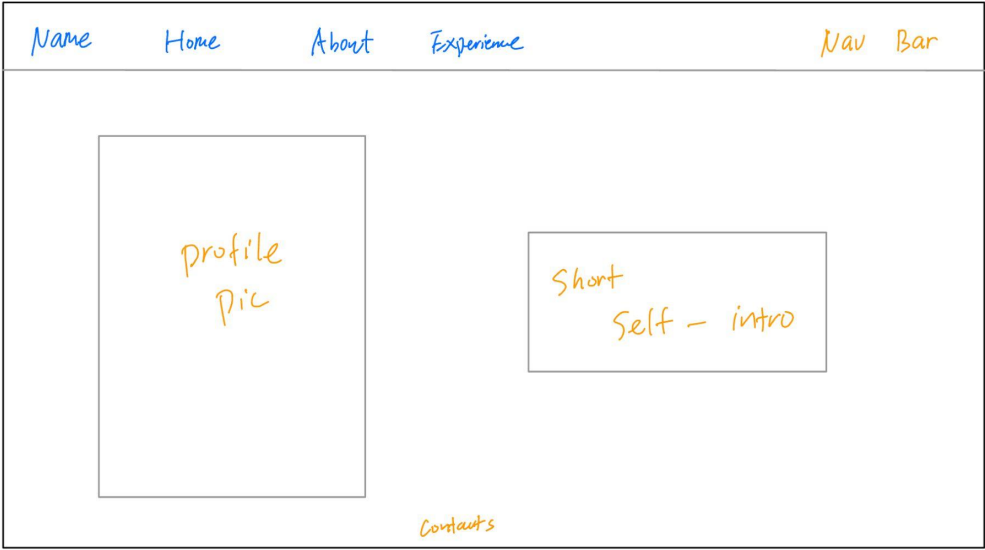 Name Home About Experience Nav Bar
profile
pic
Short
Self - intro
Contacts